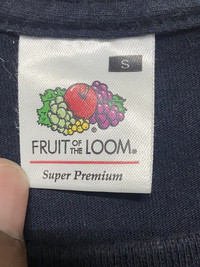 S
®
FRUIT OF THE LOOM®
Super Premium